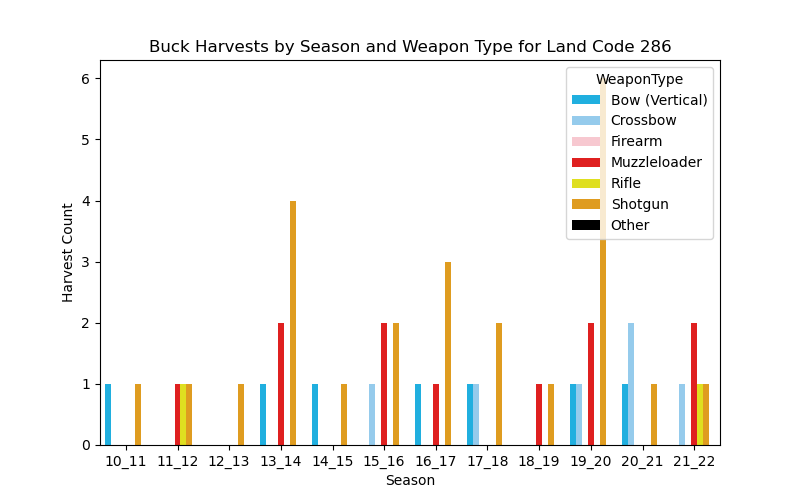 Buck Harvests by Season and Weapon Type for Land Code 286
WeaponType
Bow (Vertical)
Crossbow
Firearm
Muzzleloader
Rifle
Shotgun
Other
Harvest Count
6
5
4
3
2
1
0
10_11 11_12 12_13 13_14 14_15 15_16 16_17 17_18 18_19 19_20 20_21 21_22
Season